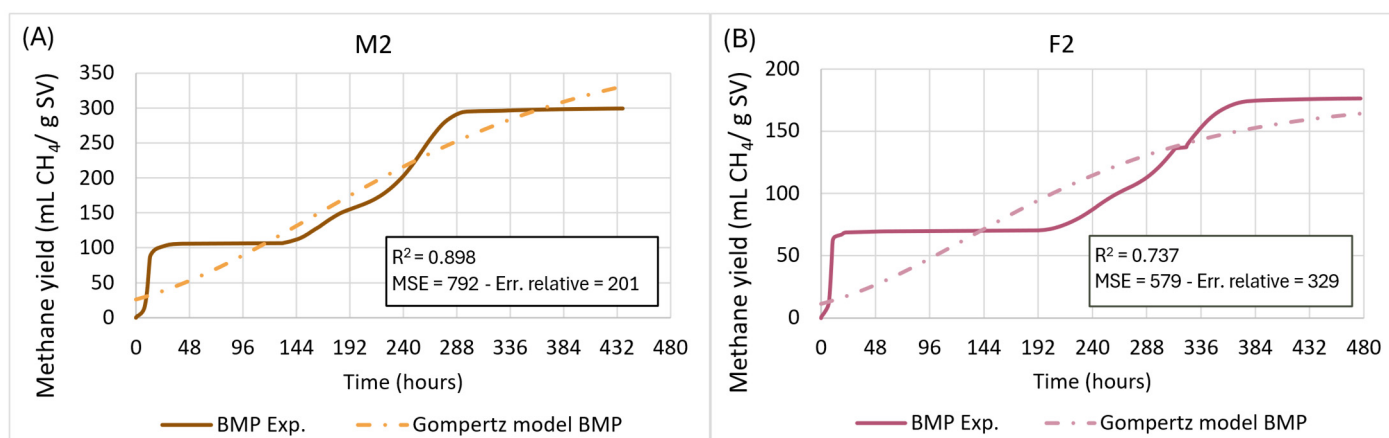 (A)
M2
Methane yield (mL CH₄/ g SV)
350
300
250
200
150
100
50
0
R² = 0.898
MSE = 792 - Err. relative = 201
0 48 96 144 192 240 288 336 384 432 480
Time (hours)
BMP Exp. Gompertz model BMP
(B)
F2
Methane yield (mL CH₄/ g SV)
200
150
100
50
0
R² = 0.737
MSE = 579 - Err. relative = 329
0 48 96 144 192 240 288 336 384 432 480
Time (hours)
BMP Exp. Gompertz model BMP